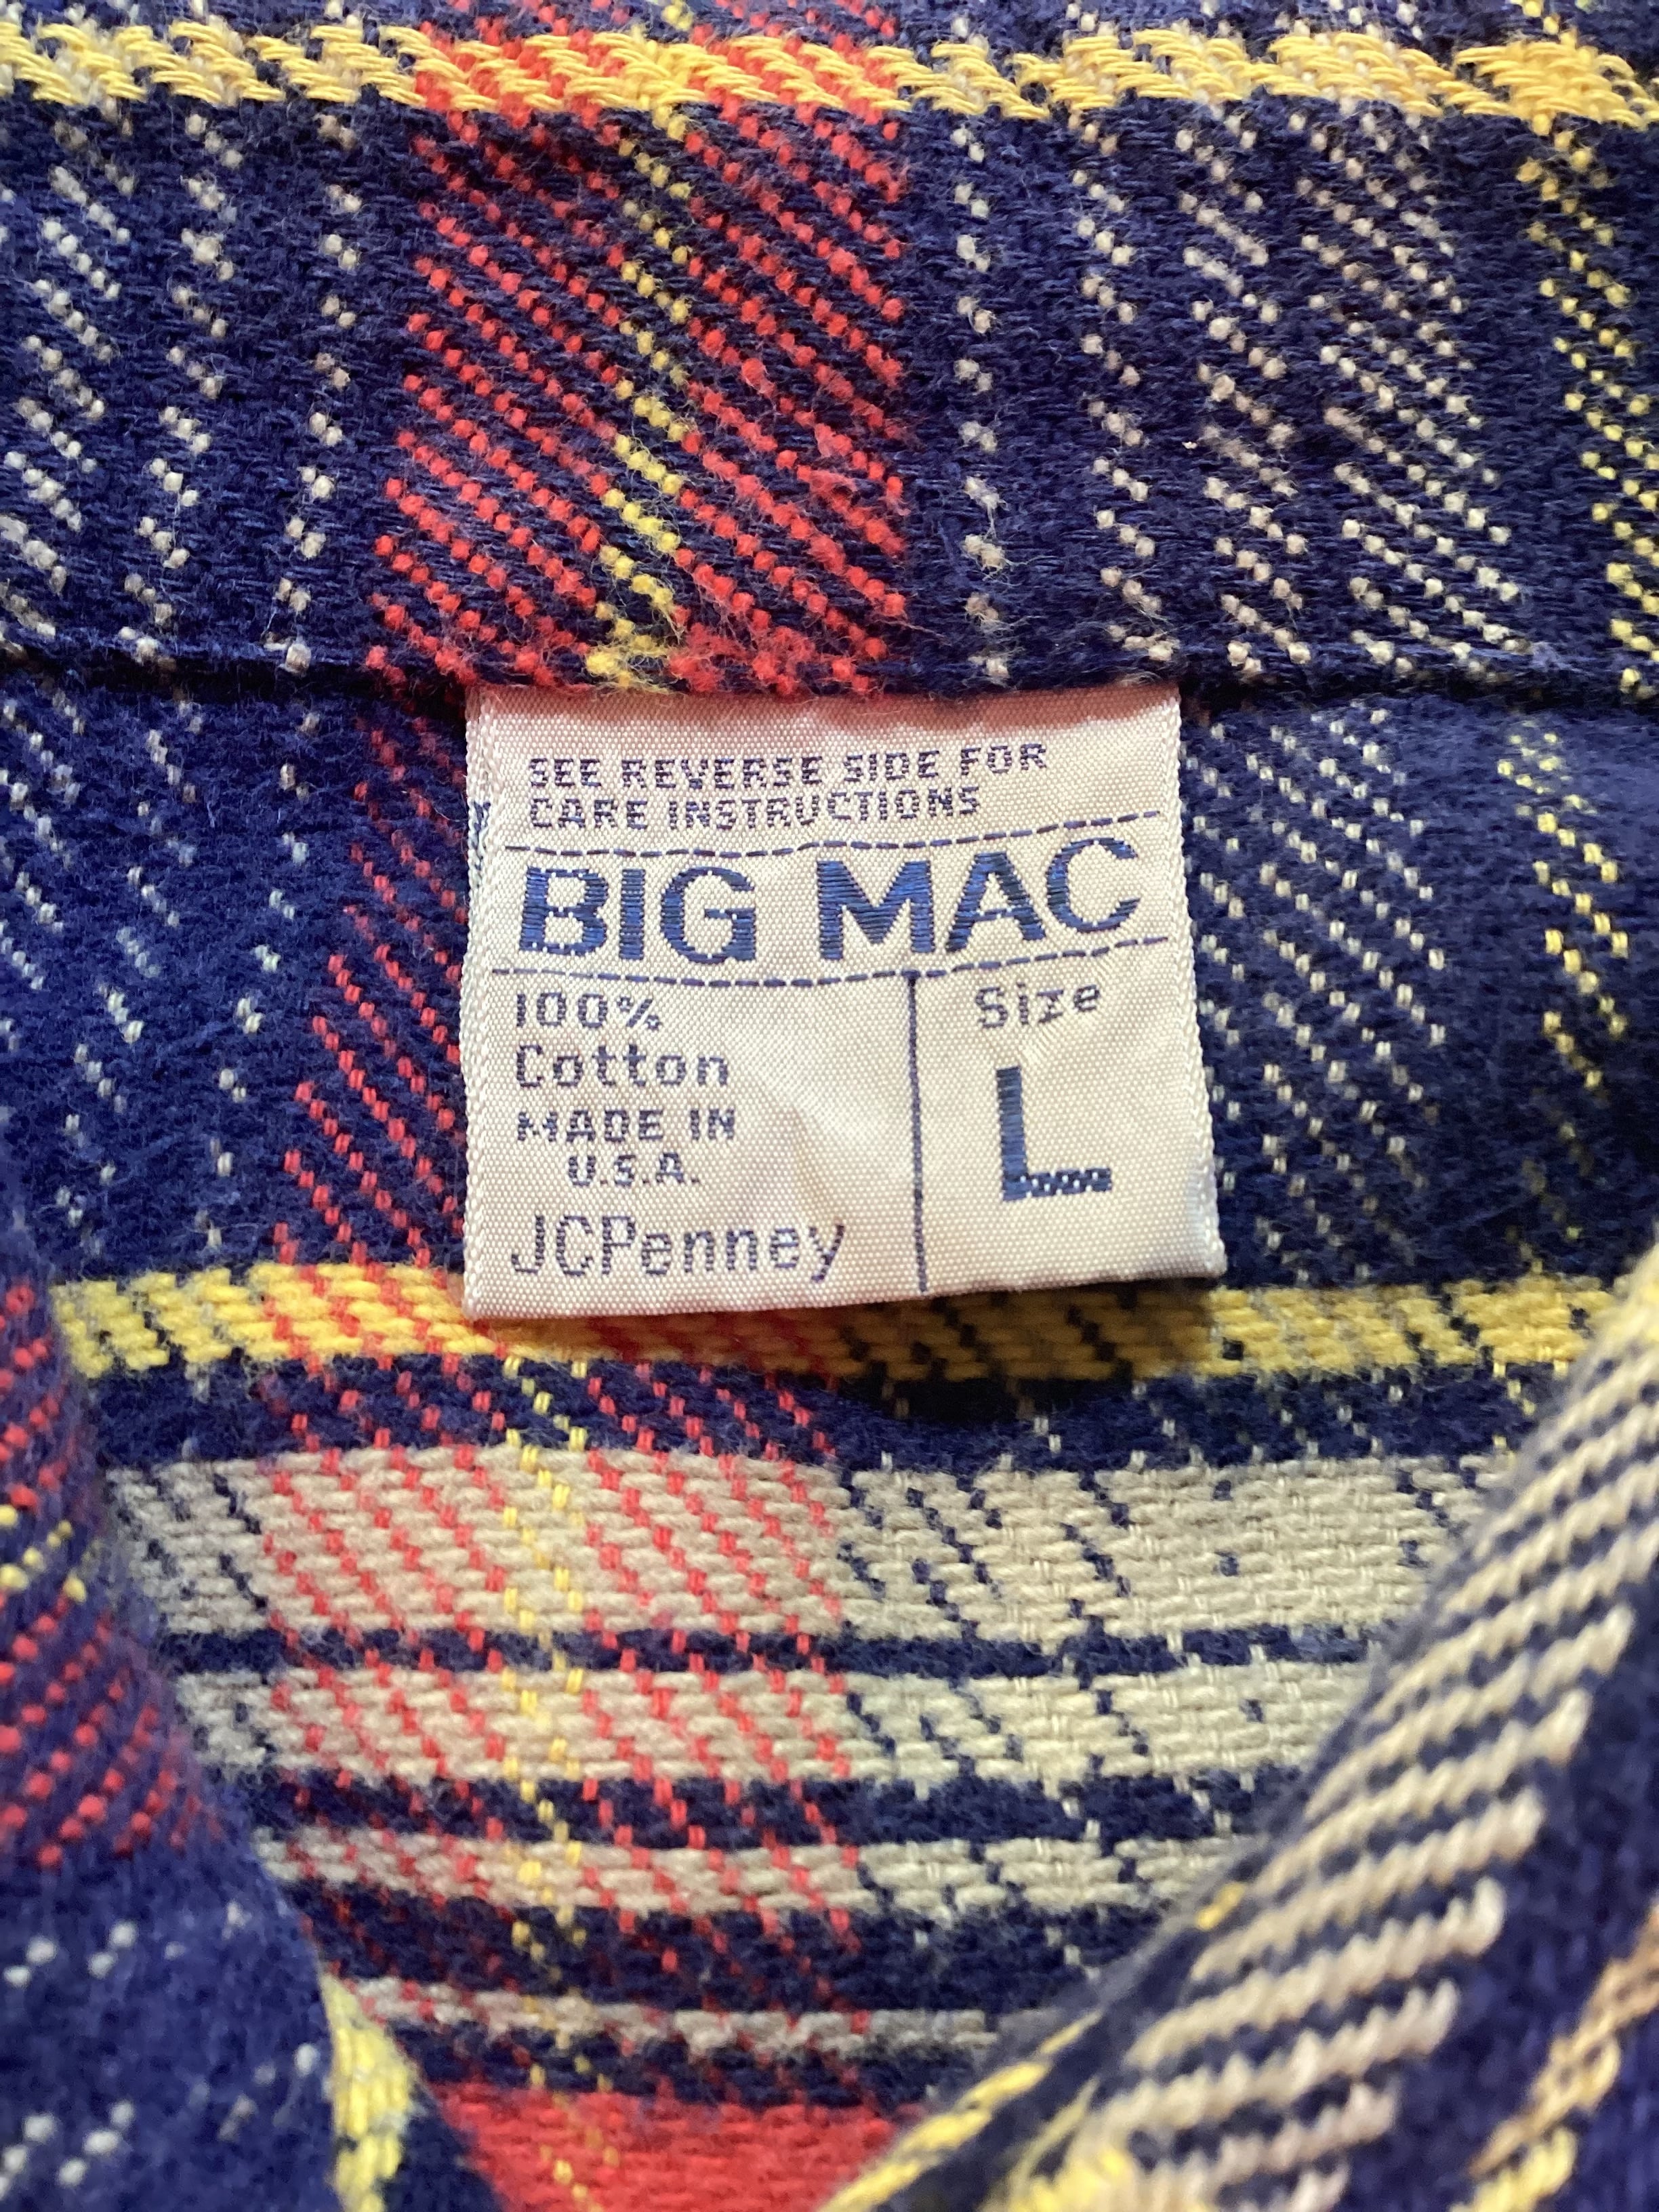 SEE REVERSE SIDE FOR
CARE INSTRUCTIONS
BIG MAC
100%
Cotton
MADE IN
U.S.A.
JCPenney
Size
L